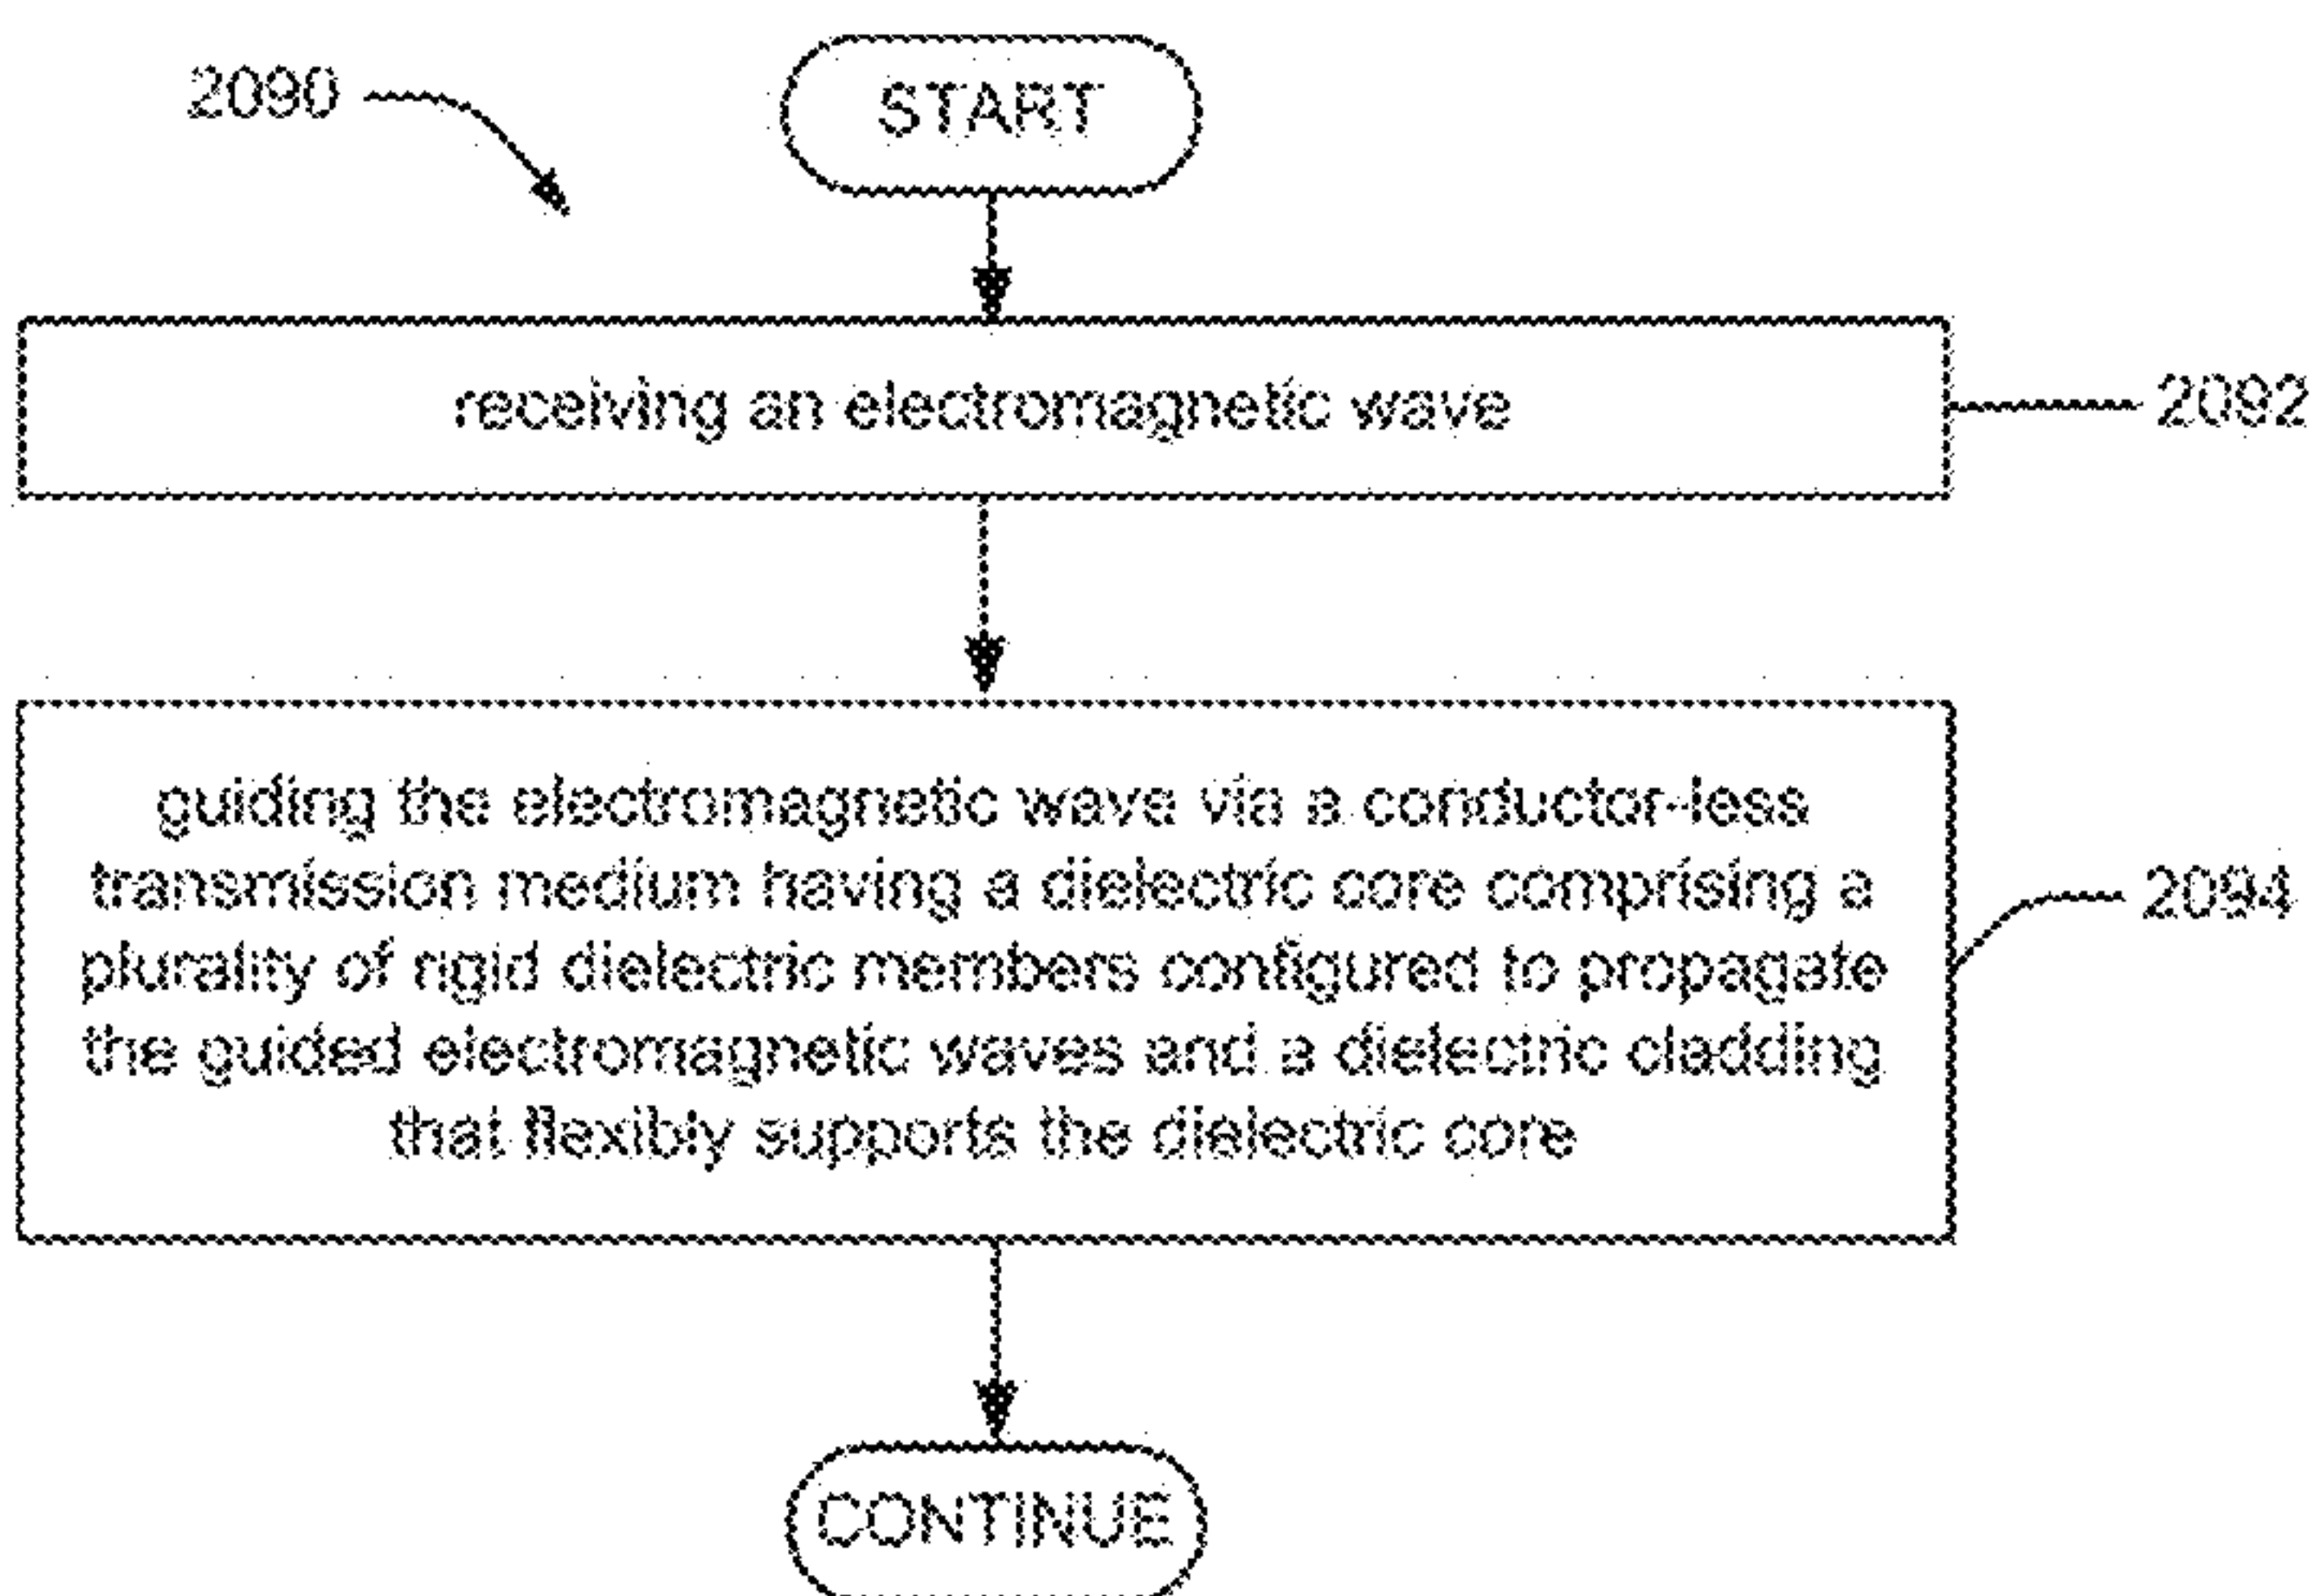 2090
START
receiving an electromagnetic wave
2092
guiding the electromagnetic wave via a conductor-less
transmission medium having a dielectric core comprising a
plurality of rigid dielectric members configured to propagate
the guided electromagnetic waves and a dielectric cladding
that flexibly supports the dielectric core
2094
CONTINUE